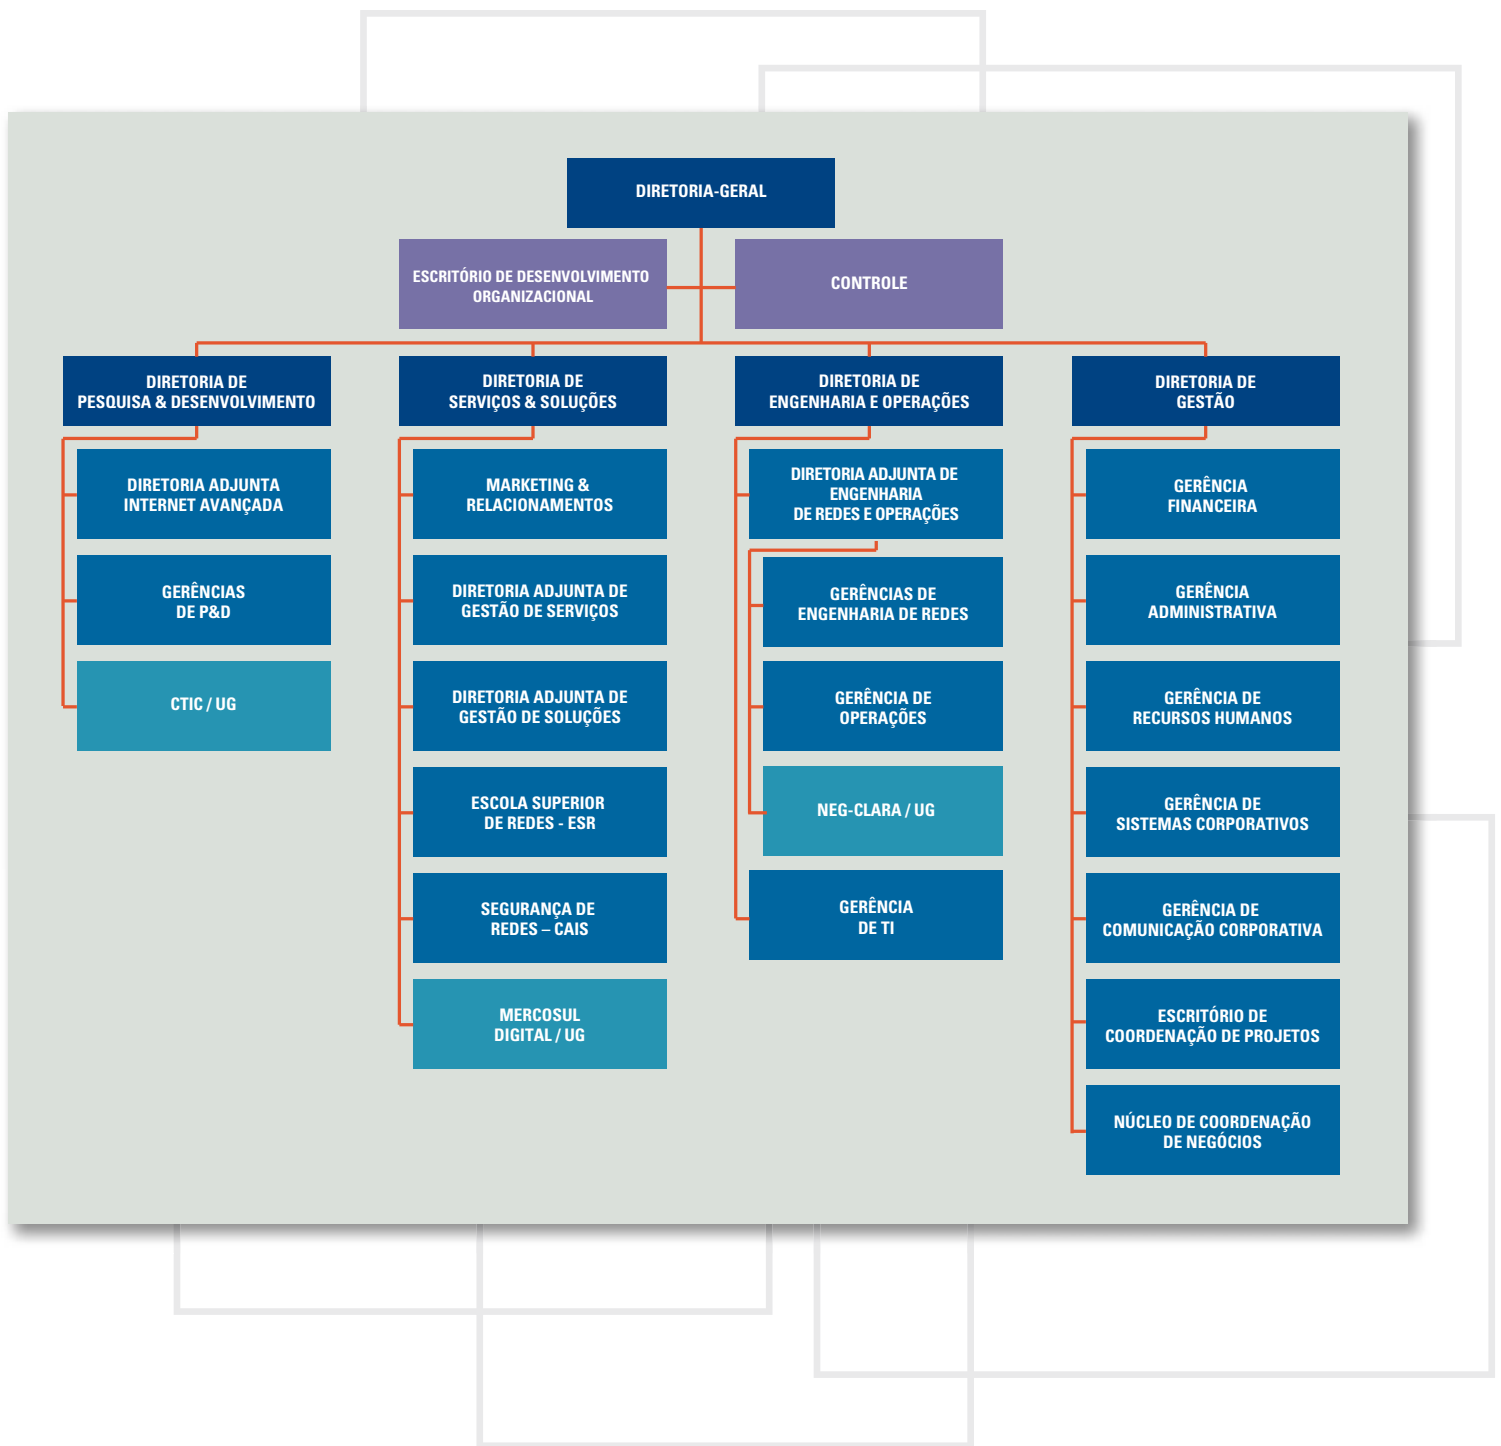 DIRETORIA-GERAL
ESCRITÓRIO DE DESENVOLVIMENTO
ORGANIZACIONAL
CONTROLE
DIRETORIA DE
PESQUISA & DESENVOLVIMENTO
DIRETORIA ADJUNTA
INTERNET AVANÇADA
GERÊNCIAS
DE P&D
CTIC / UG
DIRETORIA DE
SERVIÇOS & SOLUÇÕES
MARKETING &
RELACIONAMENTOS
DIRETORIA ADJUNTA DE
GESTÃO DE SERVIÇOS
DIRETORIA ADJUNTA DE
GESTÃO DE SOLUÇÕES
ESCOLA SUPERIOR
DE REDES - ESR
SEGURANÇA DE
REDES – CAIS
MERCOSUL
DIGITAL / UG
DIRETORIA DE
ENGENHARIA E OPERAÇÕES
DIRETORIA ADJUNTA DE
ENGENHARIA
DE REDES E OPERAÇÕES
GERÊNCIAS DE
ENGENHARIA DE REDES
GERÊNCIA DE
OPERAÇÕES
NEG-CLARA / UG
GERÊNCIA
DE TI
DIRETORIA DE
GESTÃO
GERÊNCIA
FINANCEIRA
GERÊNCIA
ADMINISTRATIVA
GERÊNCIA DE
RECURSOS HUMANOS
GERÊNCIA DE
SISTEMAS CORPORATIVOS
GERÊNCIA DE
COMUNICAÇÃO CORPORATIVA
ESCRITÓRIO DE
COORDENAÇÃO DE PROJETOS
NÚCLEO DE COORDENAÇÃO
DE NEGÓCIOS